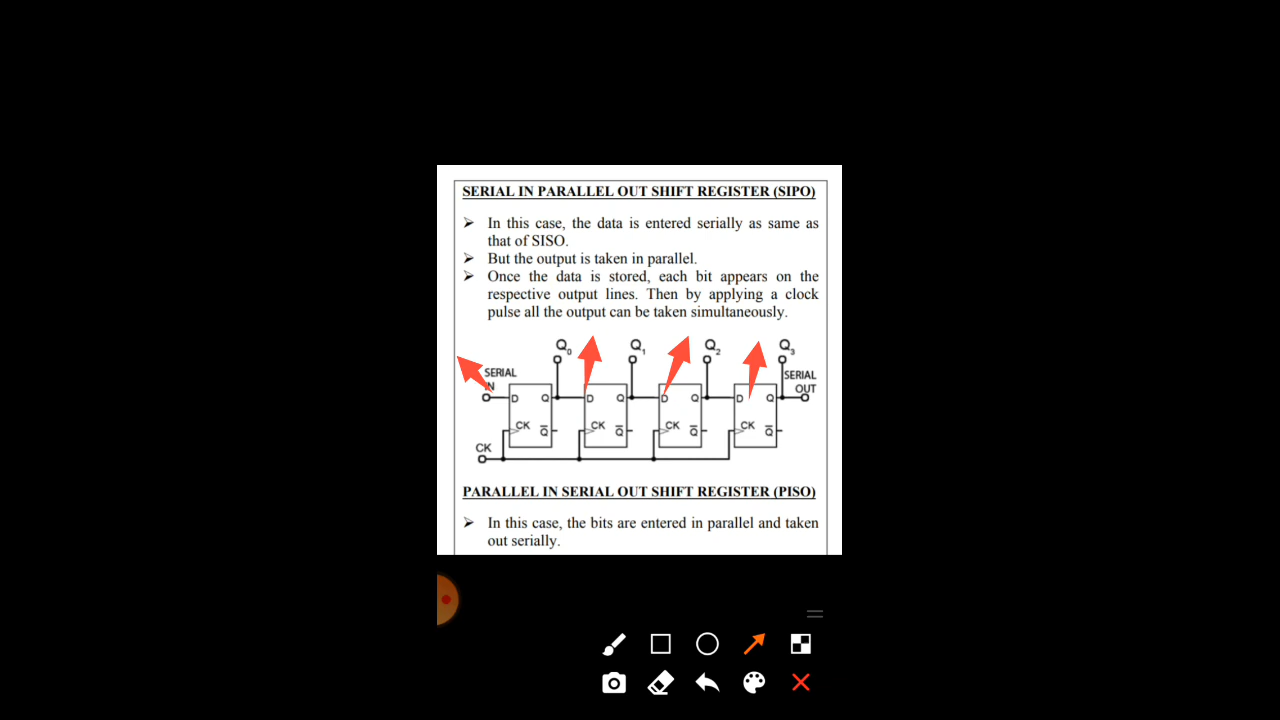 SERIAL IN PARALLEL OUT SHIFT REGISTER (SIPO)
➢ In this case, the data is entered serially as same as
that of SISO.
➢ But the output is taken in parallel.
➢ Once the data is stored, each bit appears on the
respective output lines. Then by applying a clock
pulse all the output can be taken simultaneously.
Q₀ Q₁ Q₂ Q₃
SERIAL SERIAL
IN OUT
D Q D Q D Q D Q
CK Q̅ CK Q̅ CK Q̅ CK Q̅
CK
PARALLEL IN SERIAL OUT SHIFT REGISTER (PISO)
➢ In this case, the bits are entered in parallel and taken
out serially.